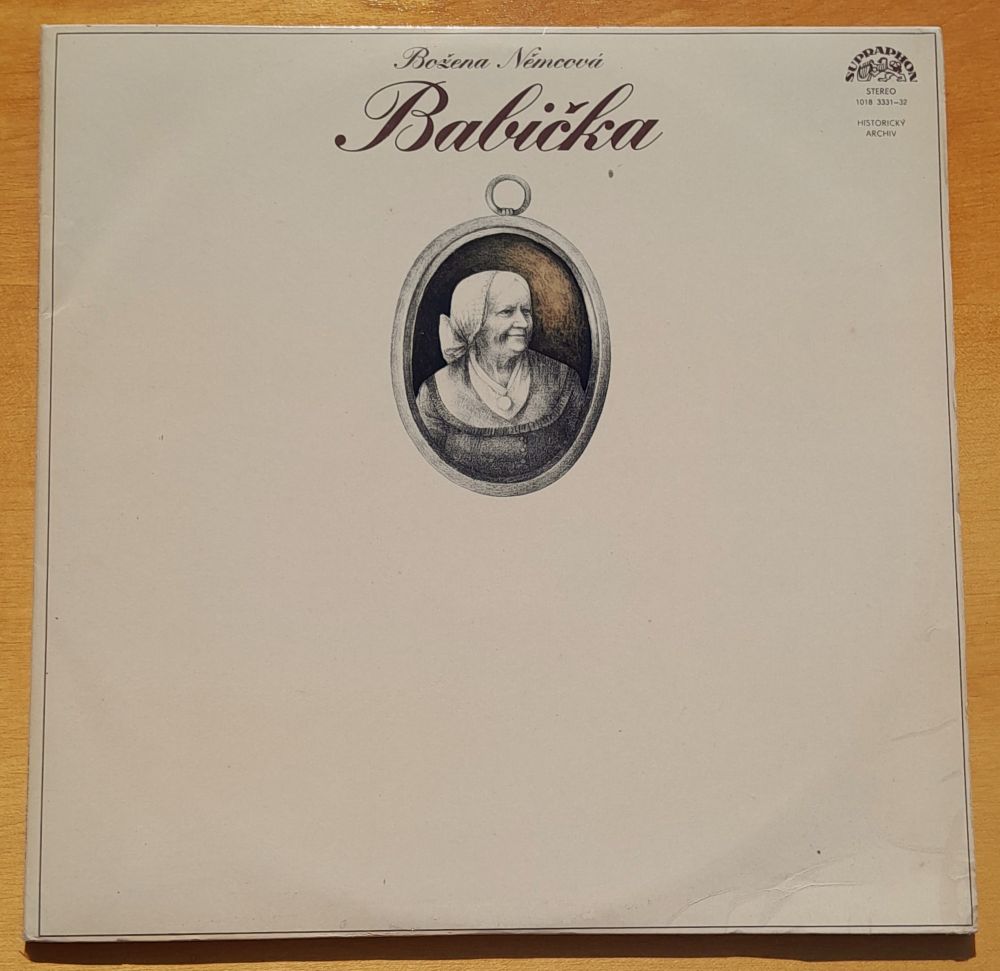 Božena Němcová
Babička
SUPRAPHON
STEREO
1018 3331-32
HISTORICKÝ
ARCHIV